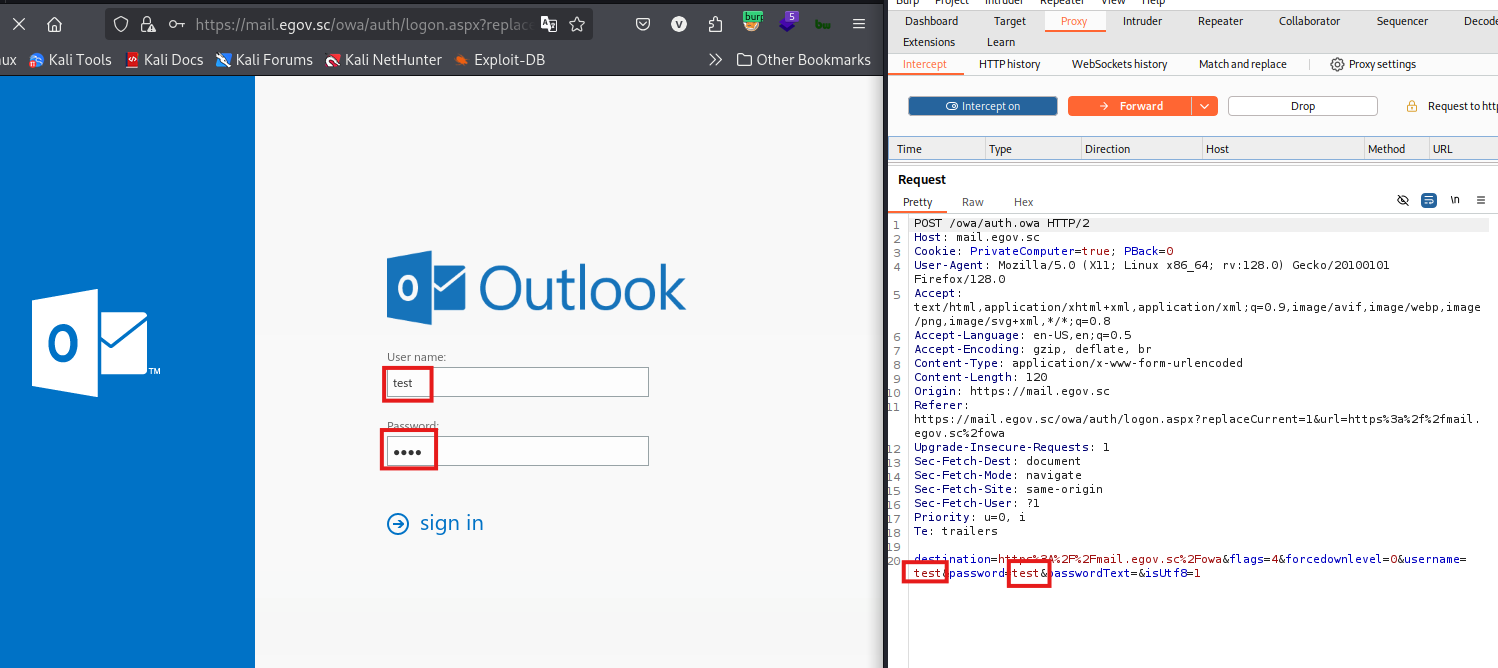 https://mail.egov.sc/owa/auth/logon.aspx?replace
burp
5
V
bw
ux
Kali Tools
Kali Docs
Kali Forums
Kali NetHunter
Exploit-DB
Other Bookmarks
Outlook
TM
User name:
test
Password:
••••
sign in
Burp Project Intruder Repeater View Help
Dashboard Target Proxy Intruder Repeater Collaborator Sequencer Decode
Extensions Learn
Intercept HTTP history WebSockets history Match and replace Proxy settings
Intercept on Forward Drop Request to http
Time Type Direction Host Method URL
Request
Pretty Raw Hex \n
1 POST /owa/auth.owa HTTP/2
2 Host: mail.egov.sc
3 Cookie: PrivateComputer=true; PBack=0
4 User-Agent: Mozilla/5.0 (X11; Linux x86_64; rv:128.0) Gecko/20100101
Firefox/128.0
5 Accept:
text/html,application/xhtml+xml,application/xml;q=0.9,image/avif,image/webp,image
/png,image/svg+xml,*/*;q=0.8
6 Accept-Language: en-US,en;q=0.5
7 Accept-Encoding: gzip, deflate, br
8 Content-Type: application/x-www-form-urlencoded
9 Content-Length: 120
10 Origin: https://mail.egov.sc
11 Referer:
https://mail.egov.sc/owa/auth/logon.aspx?replaceCurrent=1&url=https%3a%2f%2fmail.
egov.sc%2fowa
12 Upgrade-Insecure-Requests: 1
13 Sec-Fetch-Dest: document
14 Sec-Fetch-Mode: navigate
15 Sec-Fetch-Site: same-origin
16 Sec-Fetch-User: ?1
17 Priority: u=0, i
18 Te: trailers
19
20 destination=https%3A%2F%2Fmail.egov.sc%2Fowa&flags=4&forcedownlevel=0&username=
test&password=test&passwordText=&isUtf8=1